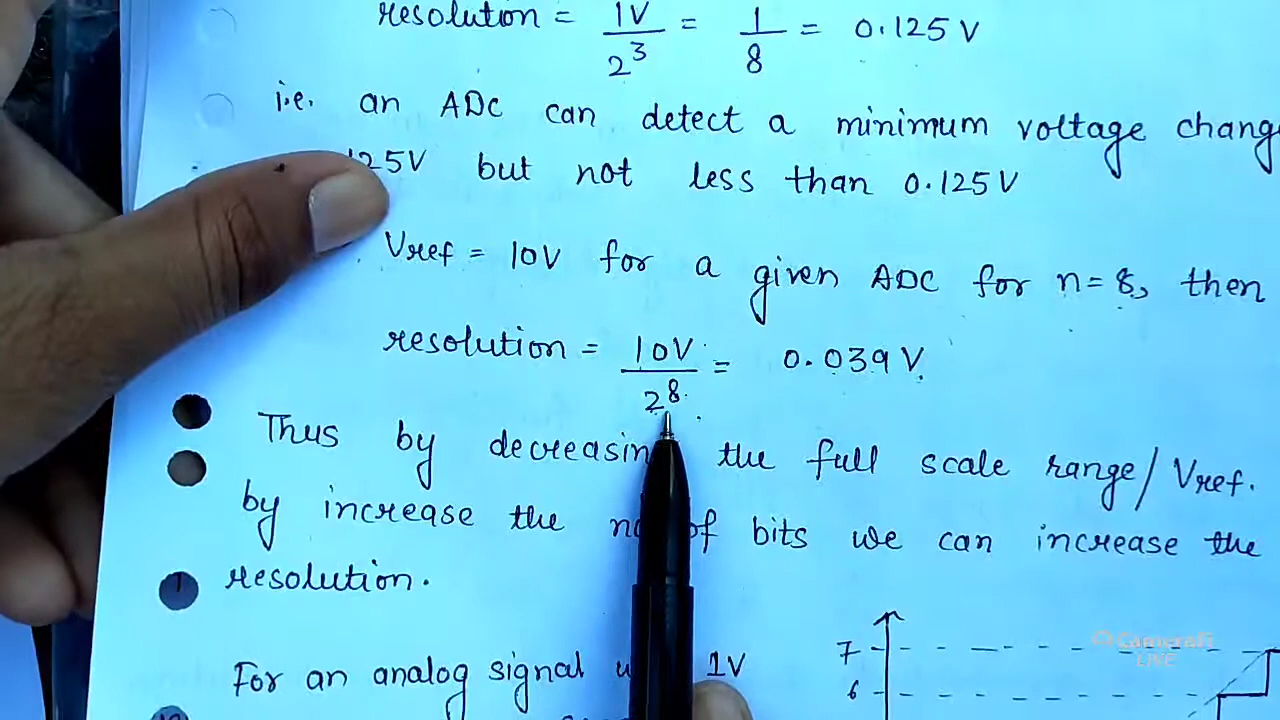 resolution = 1V / 2^3 = 1 / 8 = 0.125 V
i.e. an ADC can detect a minimum voltage chang
125V but not less than 0.125V
Vref = 10V for a given ADC for n=8, then
resolution = 10V / 2^8 = 0.039 V.
Thus by decreasin the full scale range/Vref.
by increase the of bits we can increase the
resolution.
For an analog signal 1V
7
6
CameraFi
LIVE